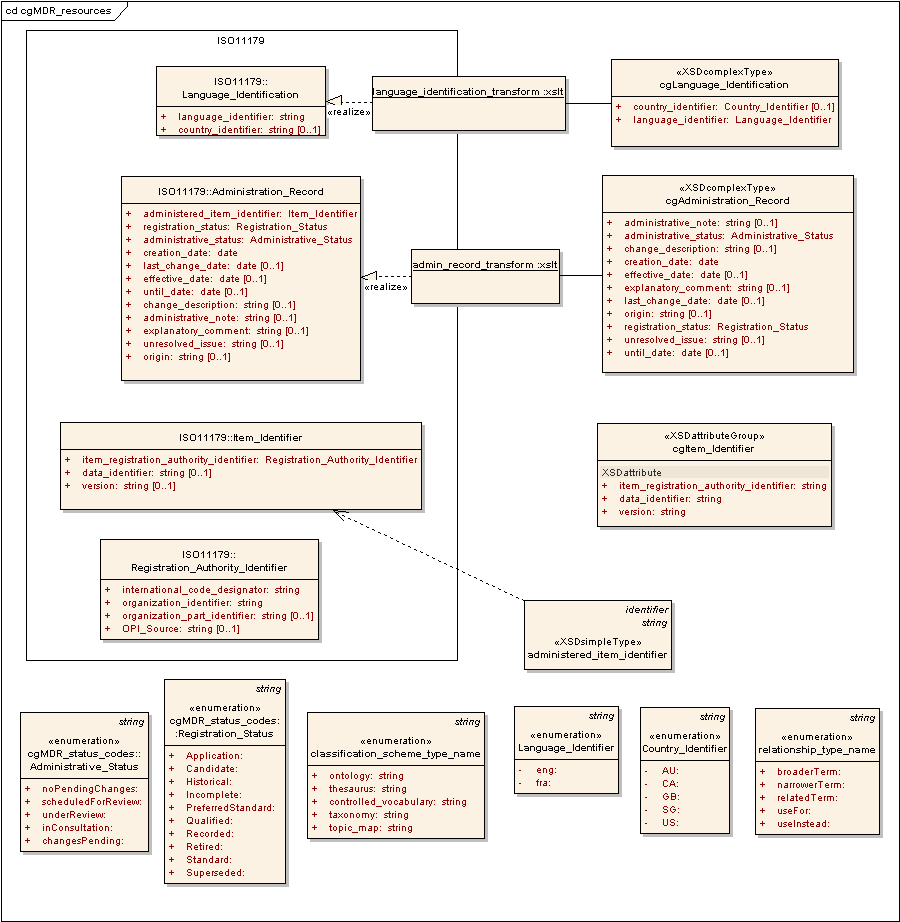 cd cgMDR_resources
ISO11179
ISO11179::
Language_Identification
+ language_identifier: string
+ country_identifier: string [0..1]
language_identification_transform :xslt
«realize»
«XSDcomplexType»
cgLanguage_Identification
+ country_identifier: Country_Identifier [0..1]
+ language_identifier: Language_Identifier
ISO11179::Administration_Record
+ administered_item_identifier: Item_Identifier
+ registration_status: Registration_Status
+ administrative_status: Administrative_Status
+ creation_date: date
+ last_change_date: date [0..1]
+ effective_date: date [0..1]
+ until_date: date [0..1]
+ change_description: string [0..1]
+ administrative_note: string [0..1]
+ explanatory_comment: string [0..1]
+ unresolved_issue: string [0..1]
+ origin: string [0..1]
admin_record_transform :xslt
«realize»
«XSDcomplexType»
cgAdministration_Record
+ administrative_note: string [0..1]
+ administrative_status: Administrative_Status
+ change_description: string [0..1]
+ creation_date: date
+ effective_date: date [0..1]
+ explanatory_comment: string [0..1]
+ last_change_date: date [0..1]
+ origin: string [0..1]
+ registration_status: Registration_Status
+ unresolved_issue: string [0..1]
+ until_date: date [0..1]
ISO11179::Item_Identifier
+ item_registration_authority_identifier: Registration_Authority_Identifier
+ data_identifier: string [0..1]
+ version: string [0..1]
«XSDattributeGroup»
cgItem_Identifier
XSDattribute
+ item_registration_authority_identifier: string
+ data_identifier: string
+ version: string
ISO11179::
Registration_Authority_Identifier
+ international_code_designator: string
+ organization_identifier: string
+ organization_part_identifier: string [0..1]
+ OPI_Source: string [0..1]
identifier
string
«XSDsimpleType»
administered_item_identifier
string
«enumeration»
cgMDR_status_codes::
Administrative_Status
+ noPendingChanges:
+ scheduledForReview:
+ underReview:
+ inConsultation:
+ changesPending:
string
«enumeration»
cgMDR_status_codes:
:Registration_Status
+ Application:
+ Candidate:
+ Historical:
+ Incomplete:
+ PreferredStandard:
+ Qualified:
+ Recorded:
+ Retired:
+ Standard:
+ Superseded:
string
«enumeration»
classification_scheme_type_name
+ ontology: string
+ thesaurus: string
+ controlled_vocabulary: string
+ taxonomy: string
+ topic_map: string
string
«enumeration»
Language_Identifier
- eng:
- fra:
string
«enumeration»
Country_Identifier
- AU:
- CA:
- GB:
- SG:
- US:
string
«enumeration»
relationship_type_name
+ broaderTerm:
+ narrowerTerm:
+ relatedTerm:
+ useFor:
+ useInstead: